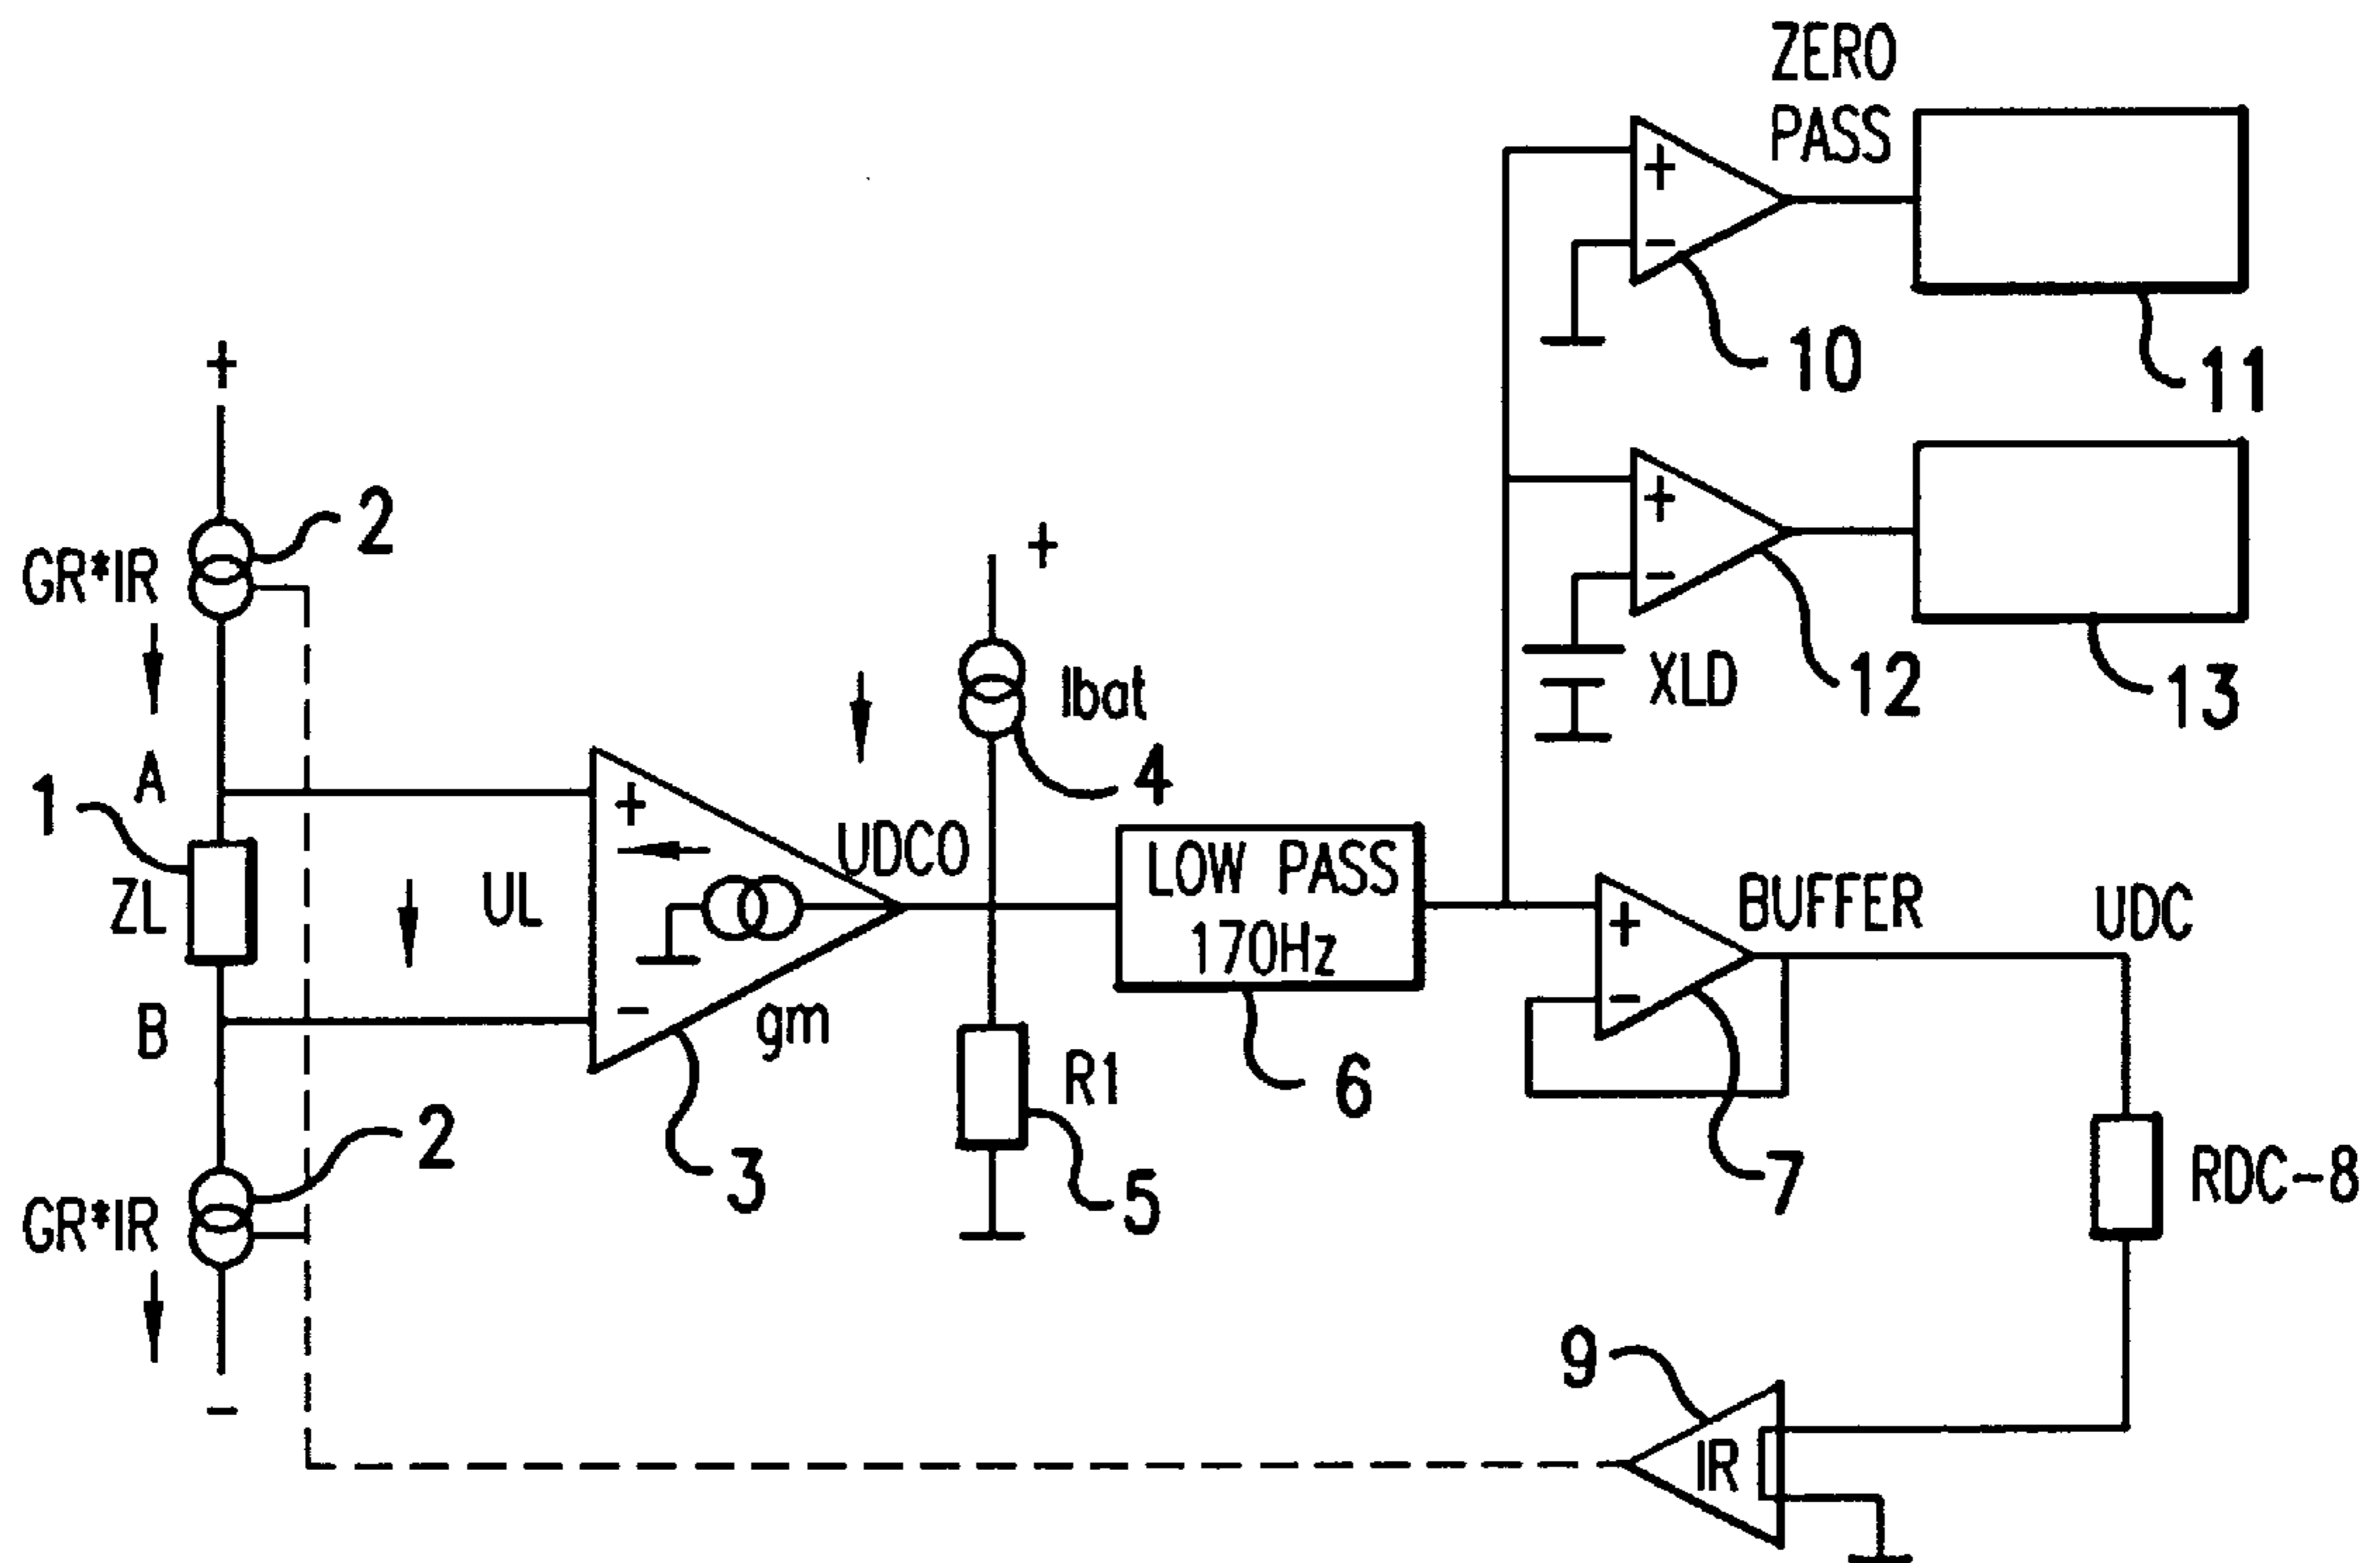 ZERO
PASS
+
-
10
11
+
2
GR*IR
+
-
XLD
12
13
+
Ibat
4
A
1
ZL
UL
B
+
UDCO
-
gm
3
LOW PASS
170Hz
6
R1
5
+
-
BUFFER
UDC
7
RDC-8
2
GR*IR
-
9
IR